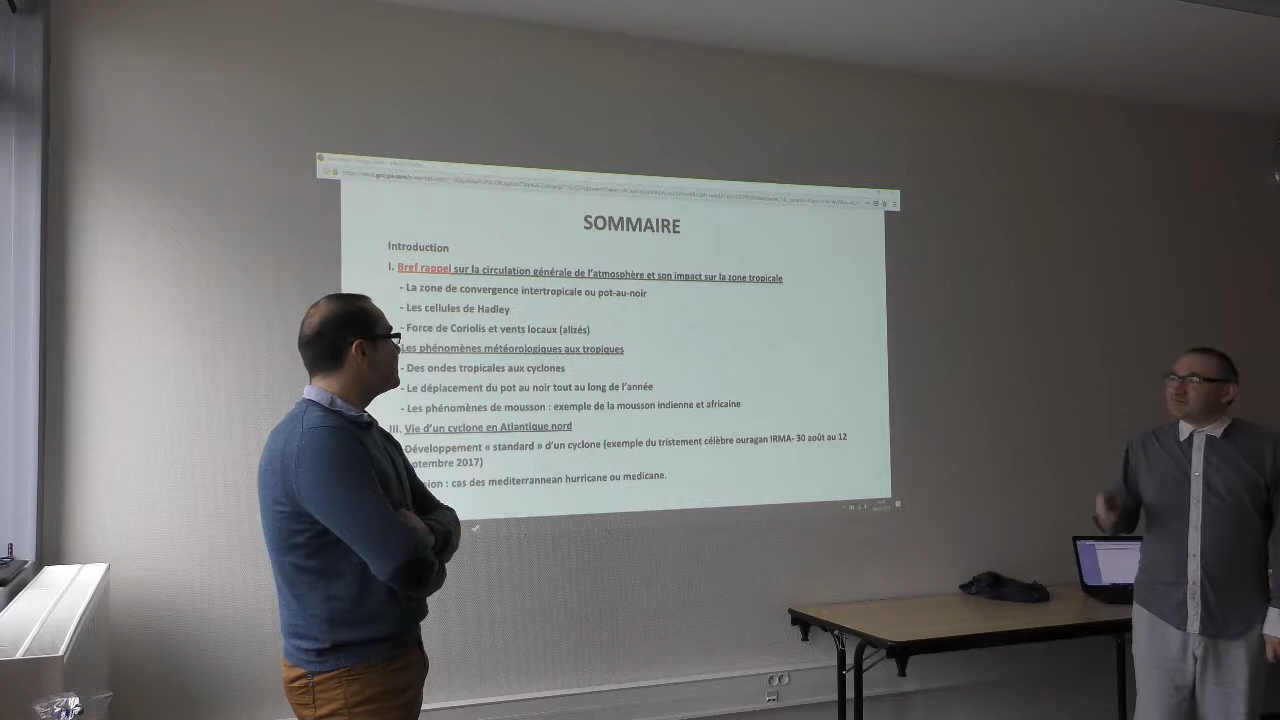 SOMMAIRE
Introduction
I. Bref rappel sur la circulation générale de l'atmosphère et son impact sur la zone tropicale
- La zone de convergence intertropicale ou pot-au-noir
- Les cellules de Hadley
- Force de Coriolis et vents locaux (alizés)
Les phénomènes météorologiques aux tropiques
- Des ondes tropicales aux cyclones
- Le déplacement du pot au noir tout au long de l'année
- Les phénomènes de mousson : exemple de la mousson indienne et africaine
III. Vie d'un cyclone en Atlantique nord
Développement « standard » d'un cyclone (exemple du tristement célèbre ouragan IRMA- 30 août au 12
2017)
: cas des mediterrannean hurricane ou medicane.